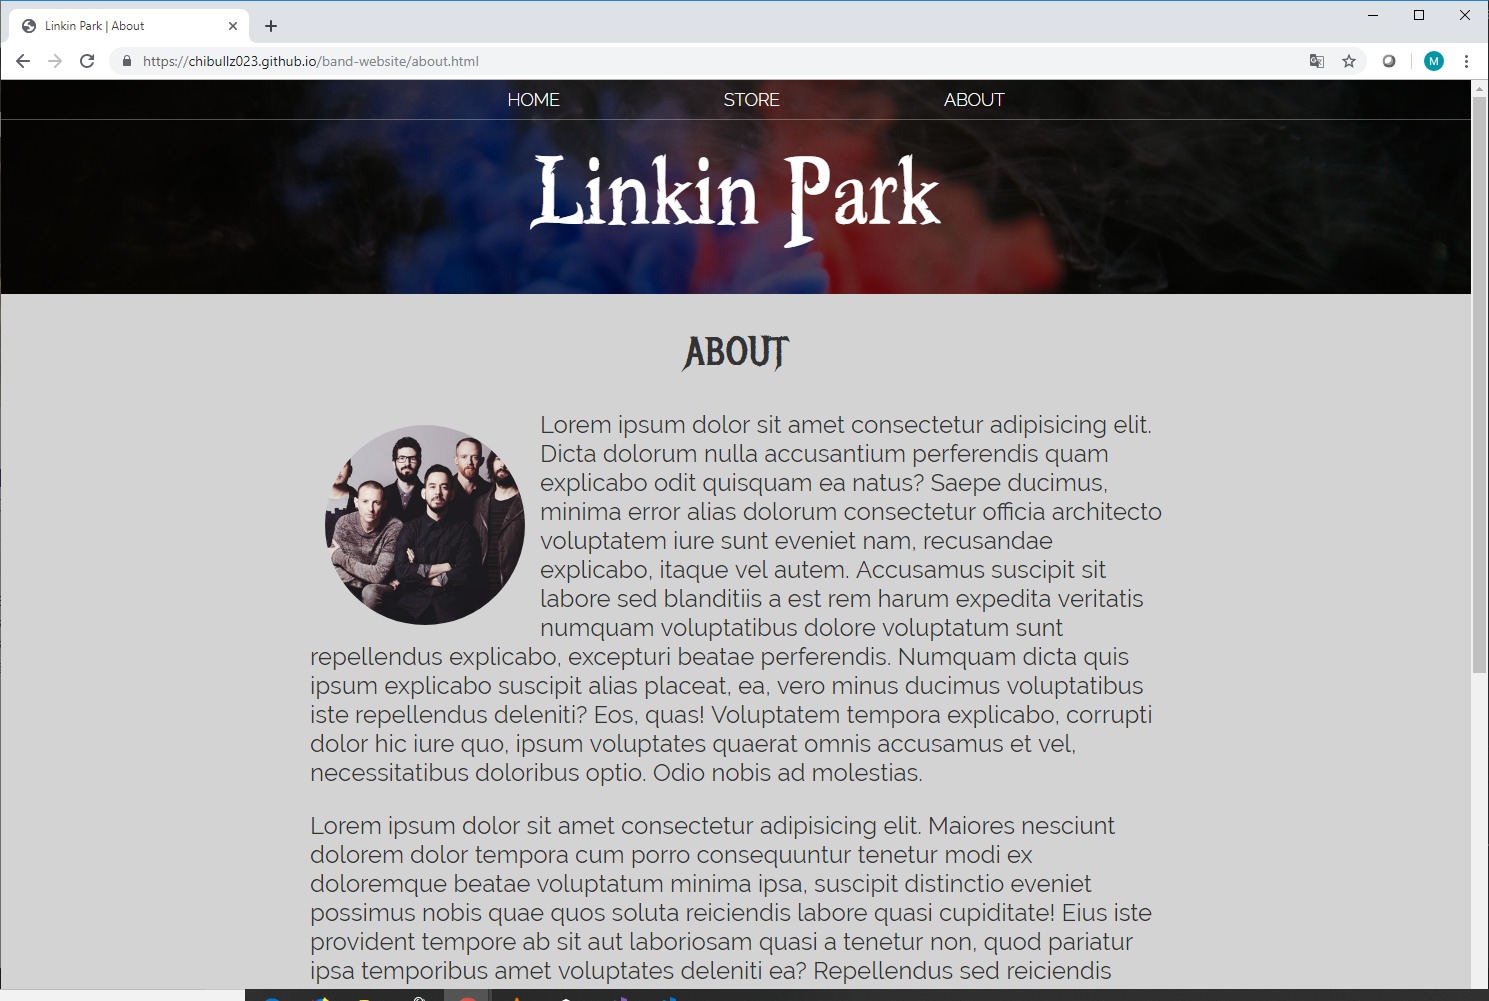 Linkin Park | About
https://chibullz023.github.io/band-website/about.html
M
HOME STORE ABOUT
Linkin Park
ABOUT
Lorem ipsum dolor sit amet consectetur adipisicing elit.
Dicta dolorum nulla accusantium perferendis quam
explicabo odit quisquam ea natus? Saepe ducimus,
minima error alias dolorum consectetur officia architecto
voluptatem iure sunt eveniet nam, recusandae
explicabo, itaque vel autem. Accusamus suscipit sit
labore sed blanditiis a est rem harum expedita veritatis
numquam voluptatibus dolore voluptatum sunt
repellendus explicabo, excepturi beatae perferendis. Numquam dicta quis
ipsum explicabo suscipit alias placeat, ea, vero minus ducimus voluptatibus
iste repellendus deleniti? Eos, quas! Voluptatem tempora explicabo, corrupti
dolor hic iure quo, ipsum voluptates quaerat omnis accusamus et vel,
necessitatibus doloribus optio. Odio nobis ad molestias.
Lorem ipsum dolor sit amet consectetur adipisicing elit. Maiores nesciunt
dolorem dolor tempora cum porro consequuntur tenetur modi ex
doloremque beatae voluptatum minima ipsa, suscipit distinctio eveniet
possimus nobis quae quos soluta reiciendis labore quasi cupiditate! Eius iste
provident tempore ab sit aut laboriosam quasi a tenetur non, quod pariatur
ipsa temporibus amet voluptates deleniti ea? Repellendus sed reiciendis